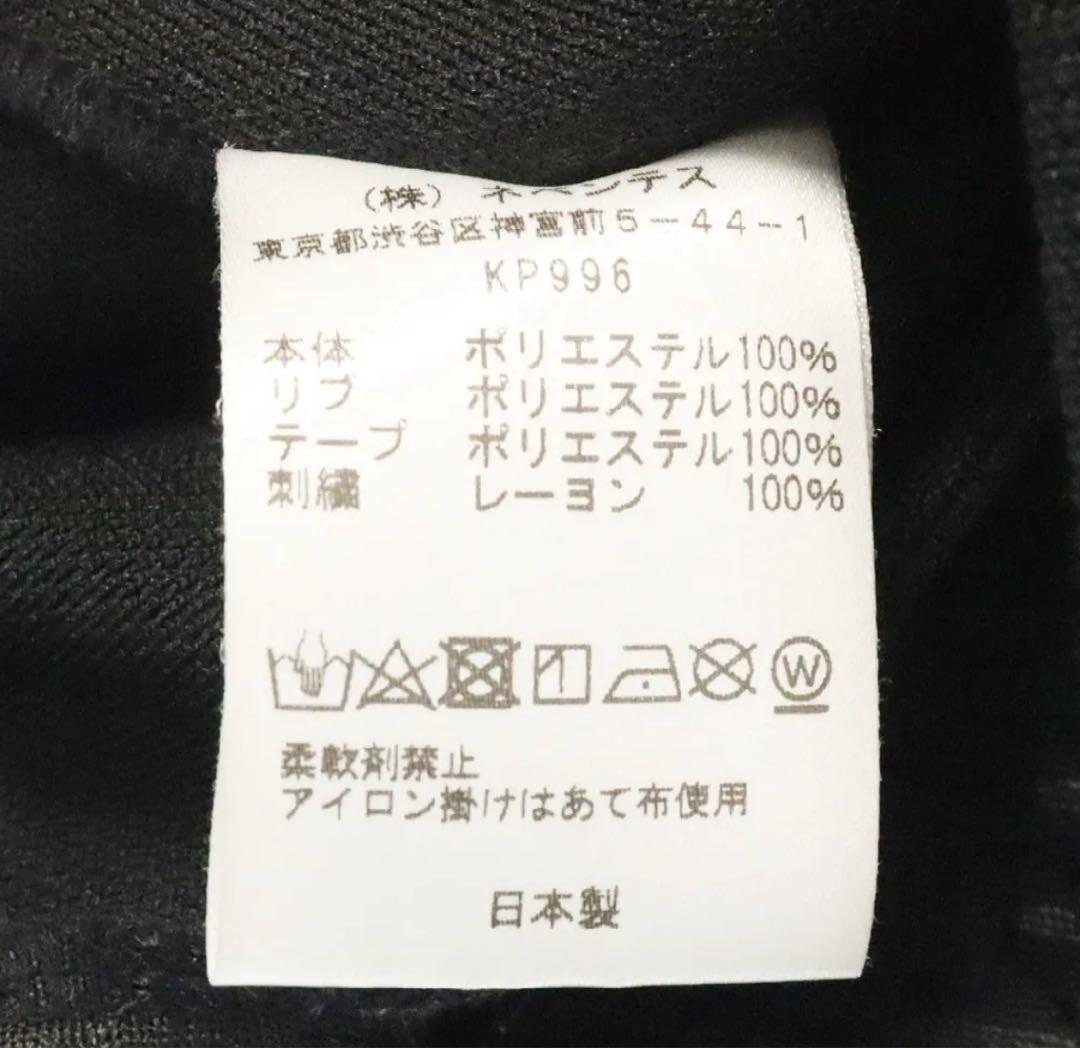 (株) ネペンテス
東京都渋谷区神宮前5-44-1
KP996
本体 ポリエステル100%
リブ ポリエステル100%
テープ ポリエステル100%
刺繍 レーヨン 100%
W
柔軟剤禁止
アイロン掛けはあて布使用
日本製